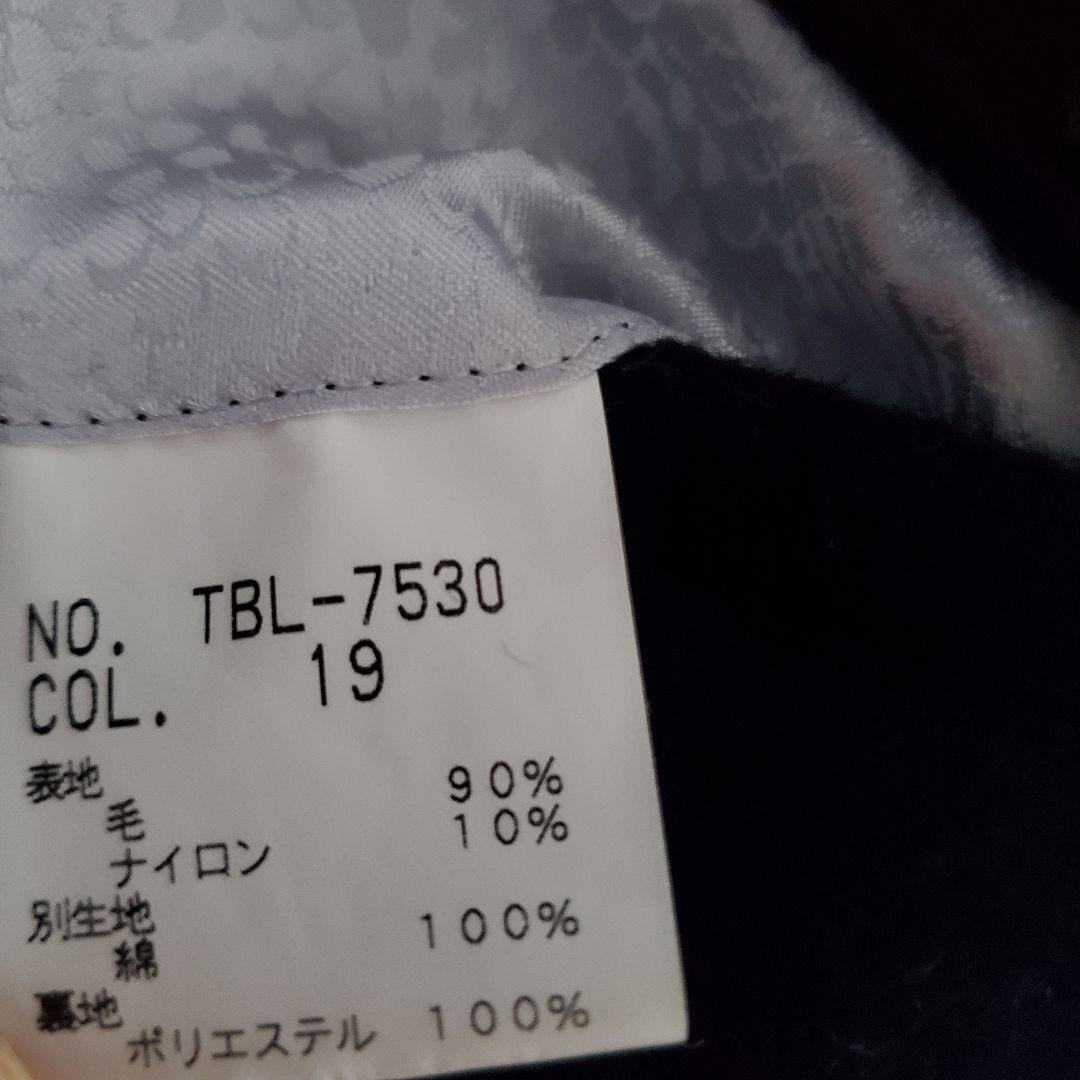 NO. TBL-7530
COL. 19
表地
毛 90%
ナイロン 10%
別生地
綿 100%
裏地
ポリエステル 100%